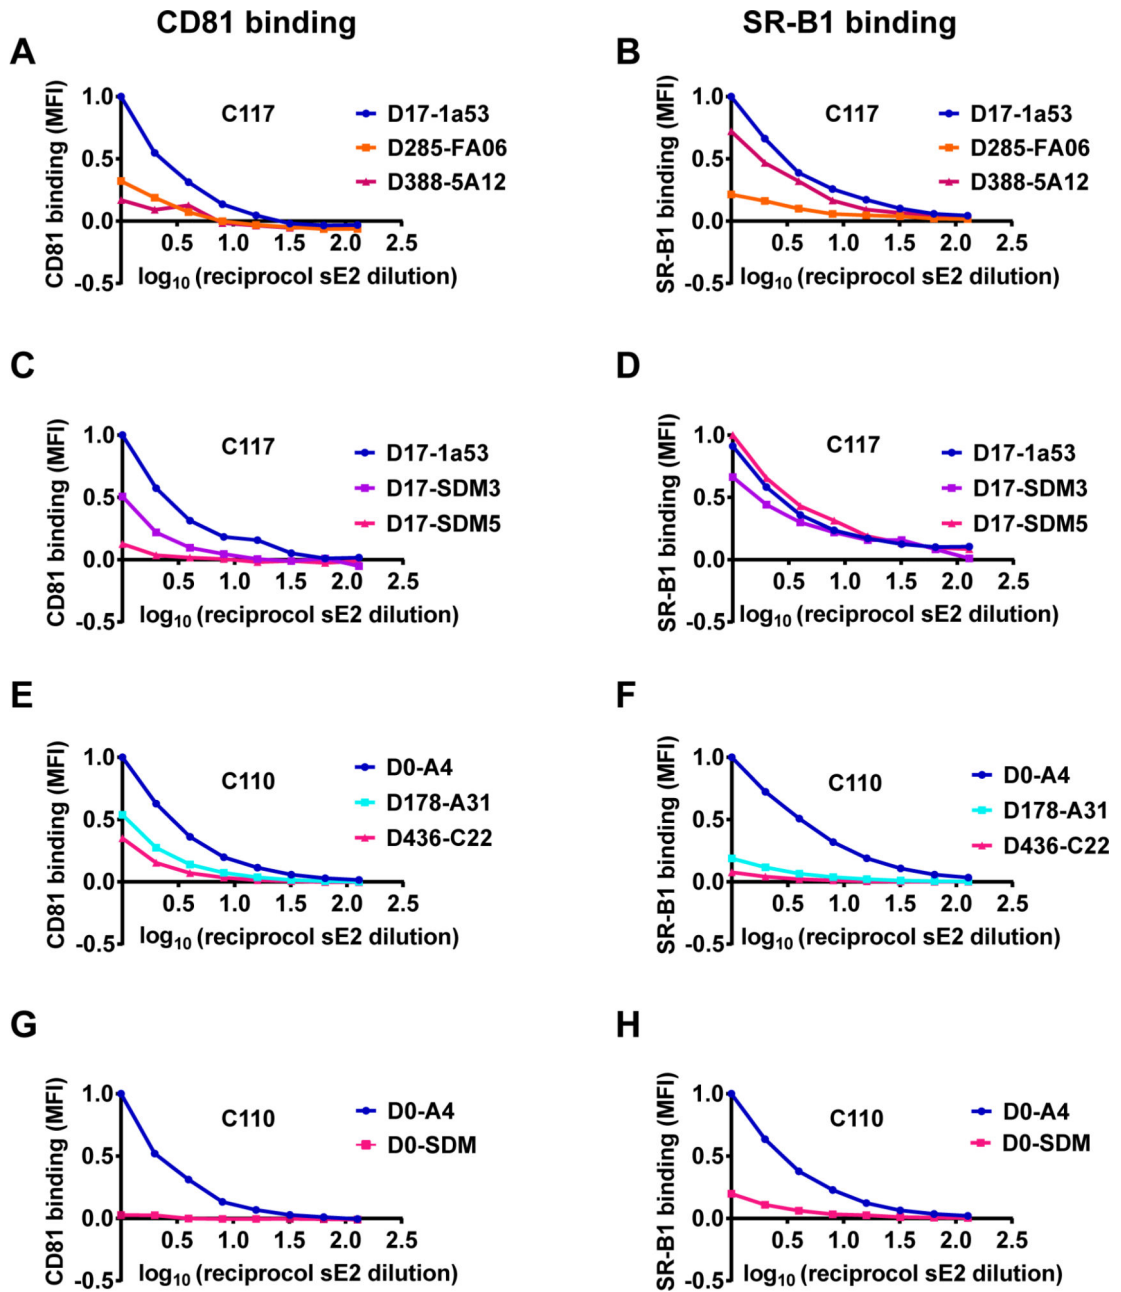 CD81 binding
SR-B1 binding
A
CD81 binding (MFI)
1.0
0.5
0.0
-0.5
C117
D17-1a53
D285-FA06
D388-5A12
0.5 1.0 1.5 2.0 2.5
log10 (reciprocol sE2 dilution)
B
SR-B1 binding (MFI)
1.0
0.5
0.0
-0.5
C117
D17-1a53
D285-FA06
D388-5A12
0.5 1.0 1.5 2.0 2.5
log10 (reciprocol sE2 dilution)
C
CD81 binding (MFI)
1.0
0.5
0.0
-0.5
C117
D17-1a53
D17-SDM3
D17-SDM5
0.5 1.0 1.5 2.0 2.5
log10 (reciprocol sE2 dilution)
D
SR-B1 binding (MFI)
1.0
0.5
0.0
-0.5
C117
D17-1a53
D17-SDM3
D17-SDM5
0.5 1.0 1.5 2.0 2.5
log10 (reciprocol sE2 dilution)
E
CD81 binding (MFI)
1.0
0.5
0.0
-0.5
C110
D0-A4
D178-A31
D436-C22
0.5 1.0 1.5 2.0 2.5
log10 (reciprocol sE2 dilution)
F
SR-B1 binding (MFI)
1.0
0.5
0.0
-0.5
C110
D0-A4
D178-A31
D436-C22
0.5 1.0 1.5 2.0 2.5
log10 (reciprocol sE2 dilution)
G
CD81 binding (MFI)
1.0
0.5
0.0
-0.5
C110
D0-A4
D0-SDM
0.5 1.0 1.5 2.0 2.5
log10 (reciprocol sE2 dilution)
H
SR-B1 binding (MFI)
1.0
0.5
0.0
-0.5
C110
D0-A4
D0-SDM
0.5 1.0 1.5 2.0 2.5
log10 (reciprocol sE2 dilution)